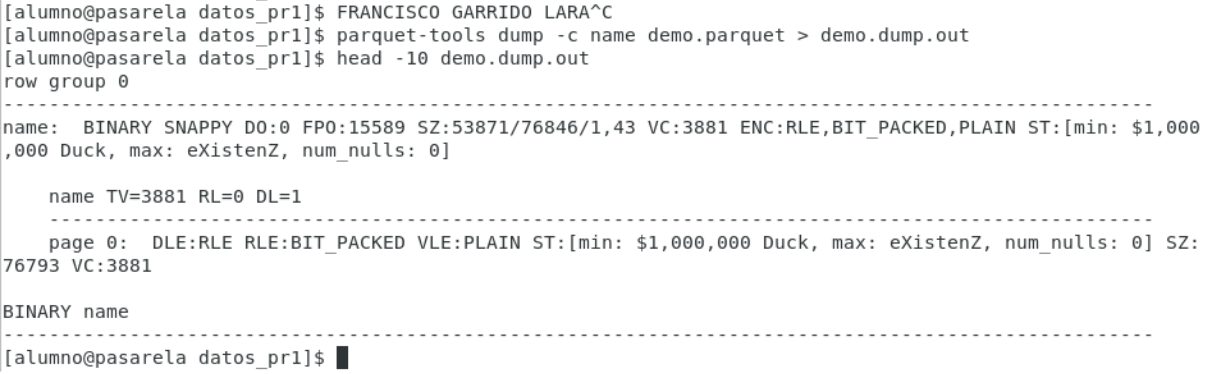 [alumno@pasarela datos_pr1]$ FRANCISCO GARRIDO LARA^C
[alumno@pasarela datos_pr1]$ parquet-tools dump -c name demo.parquet > demo.dump.out
[alumno@pasarela datos_pr1]$ head -10 demo.dump.out
row group 0
----------------------------------------------------------------------------------------------------
name:  BINARY SNAPPY DO:0 FPO:15589 SZ:53871/76846/1,43 VC:3881 ENC:RLE,BIT_PACKED,PLAIN ST:[min: $1,000
,000 Duck, max: eXistenZ, num_nulls: 0]

    name TV=3881 RL=0 DL=1
    ------------------------------------------------------------------------------------------------
    page 0:  DLE:RLE RLE:BIT_PACKED VLE:PLAIN ST:[min: $1,000,000 Duck, max: eXistenZ, num_nulls: 0] SZ:
76793 VC:3881

BINARY name
----------------------------------------------------------------------------------------------------
[alumno@pasarela datos_pr1]$